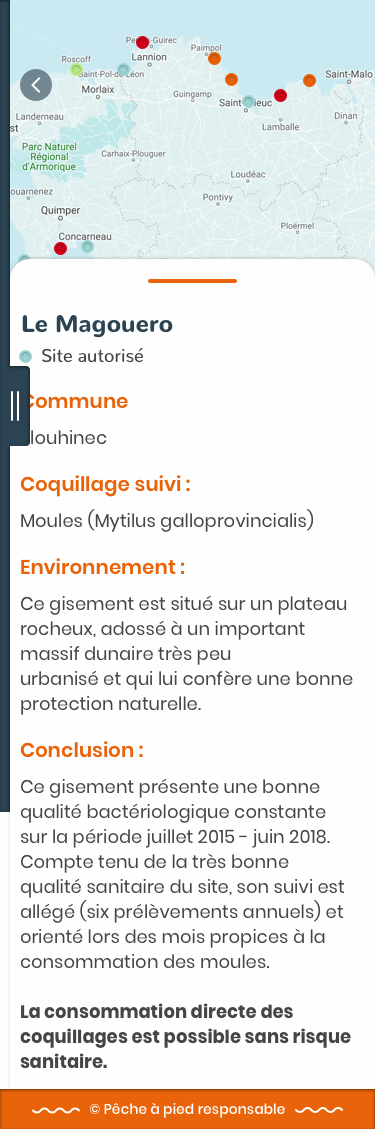 Perros-Guirec
Paimpol
Roscoff
Lannion
Saint-Pol-de-Léon
Saint-Malo
Morlaix
Guingamp
Saint-Brieuc
Landerneau
Dinan
Lamballe
st
Parc Naturel
Régional
d'Armorique
Carhaix-Plouguer
Loudéac
ouarnenez
Pontivy
Quimper
Ploërmel
Concarneau
Le Magouero
Site autorisé
Commune
louhinec
Coquillage suivi :
Moules (Mytilus galloprovincialis)
Environnement :
Ce gisement est situé sur un plateau
rocheux, adossé à un important
massif dunaire très peu
urbanisé et qui lui confère une bonne
protection naturelle.
Conclusion :
Ce gisement présente une bonne
qualité bactériologique constante
sur la période juillet 2015 - juin 2018.
Compte tenu de la très bonne
qualité sanitaire du site, son suivi est
allégé (six prélèvements annuels) et
orienté lors des mois propices à la
consommation des moules.
La consommation directe des
coquillages est possible sans risque
sanitaire.
© Pêche à pied responsable